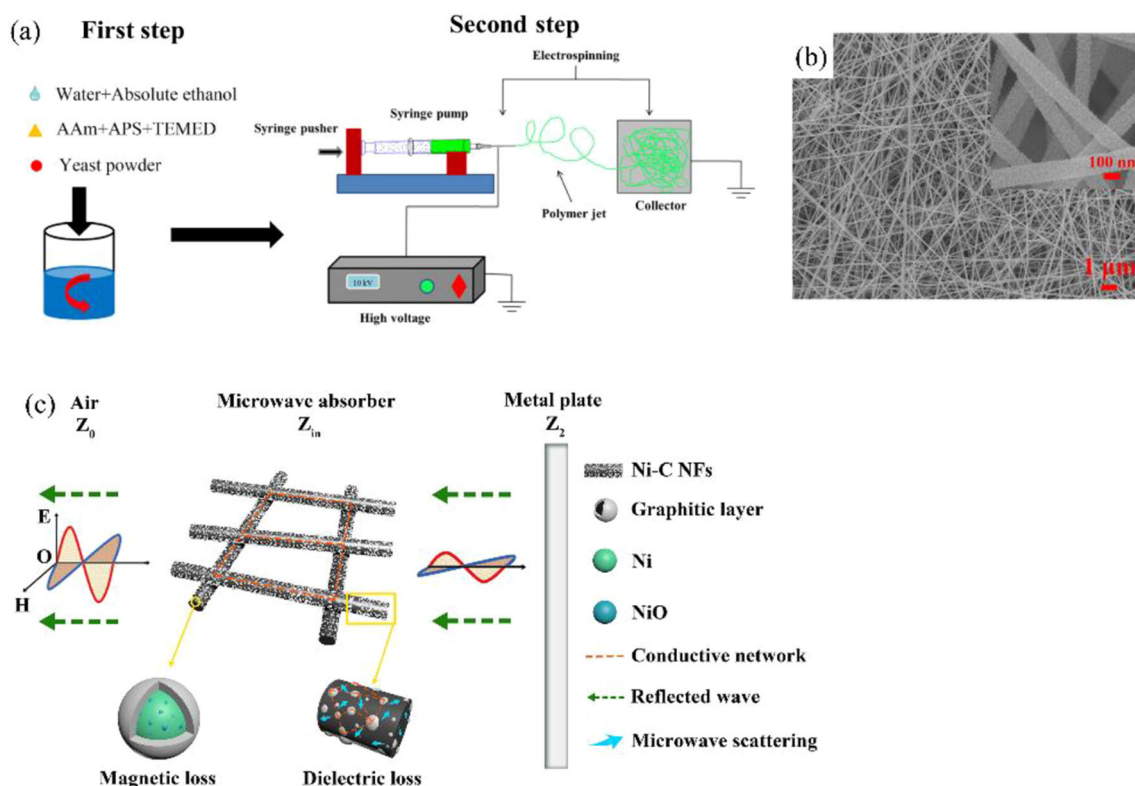 (a)
First step
Second step
Water+Absolute ethanol
AAm+APS+TEMED
Yeast powder
Electrospinning
Syringe pump
Syringe pusher
Polymer jet
Collector
10 kV
High voltage
(b)
100 nm
1 μm
(c)
Air
Z0
Microwave absorber
Zin
Metal plate
Z2
E
O
H
Magnetic loss
Dielectric loss
Ni-C NFs
Graphitic layer
Ni
NiO
Conductive network
Reflected wave
Microwave scattering